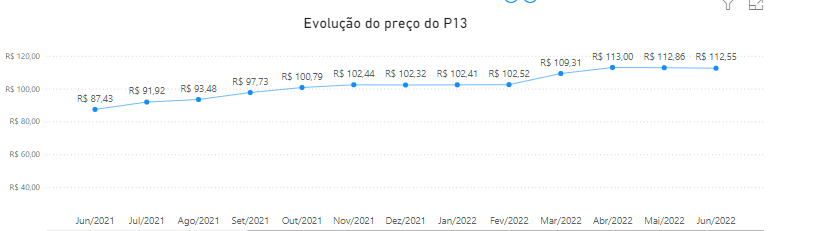 Evolução do preço do P13
R$ 120,00
R$ 100,00
R$ 80,00
R$ 60,00
R$ 40,00
R$ 87,43
R$ 91,92
R$ 93,48
R$ 97,73
R$ 100,79
R$ 102,44
R$ 102,32
R$ 102,41
R$ 102,52
R$ 109,31
R$ 113,00
R$ 112,86
R$ 112,55
Jun/2021 Jul/2021 Ago/2021 Set/2021 Out/2021 Nov/2021 Dez/2021 Jan/2022 Fev/2022 Mar/2022 Abr/2022 Mai/2022 Jun/2022